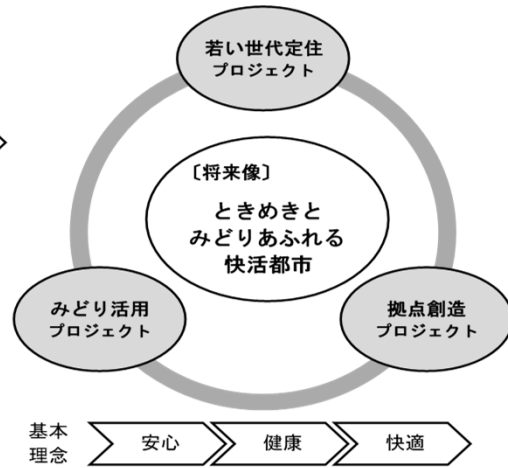 若い世代定住
プロジェクト
〔将来像〕
ときめきと
みどりあふれる
快活都市
みどり活用
プロジェクト
拠点創造
プロジェクト
基本
理念
安心
健康
快適